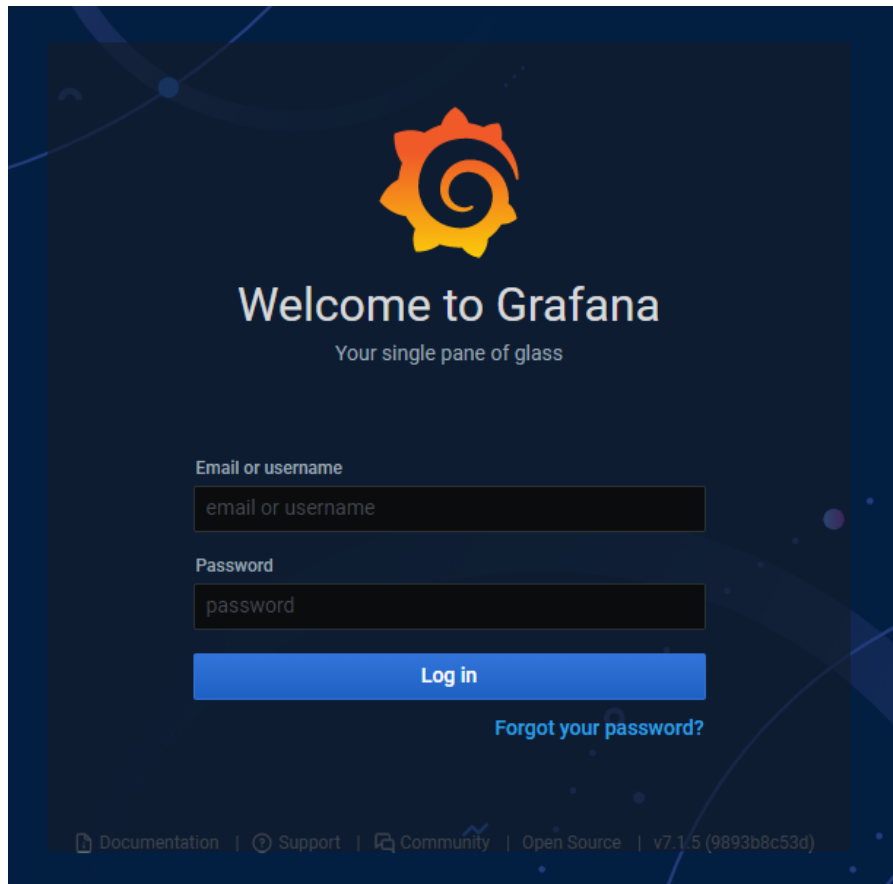 Welcome to Grafana
Your single pane of glass
Email or username
email or username
Password
password
Log in
Forgot your password?
Documentation | Support | Community | Open Source | v7.1.5 (9893b8c53d)